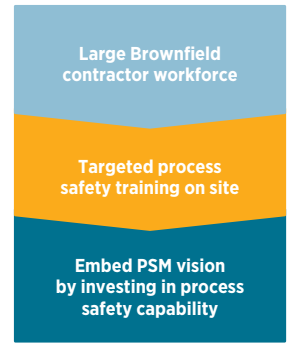 Large Brownfield
contractor workforce
Targeted process
safety training on site
Embed PSM vision
by investing in process
safety capability